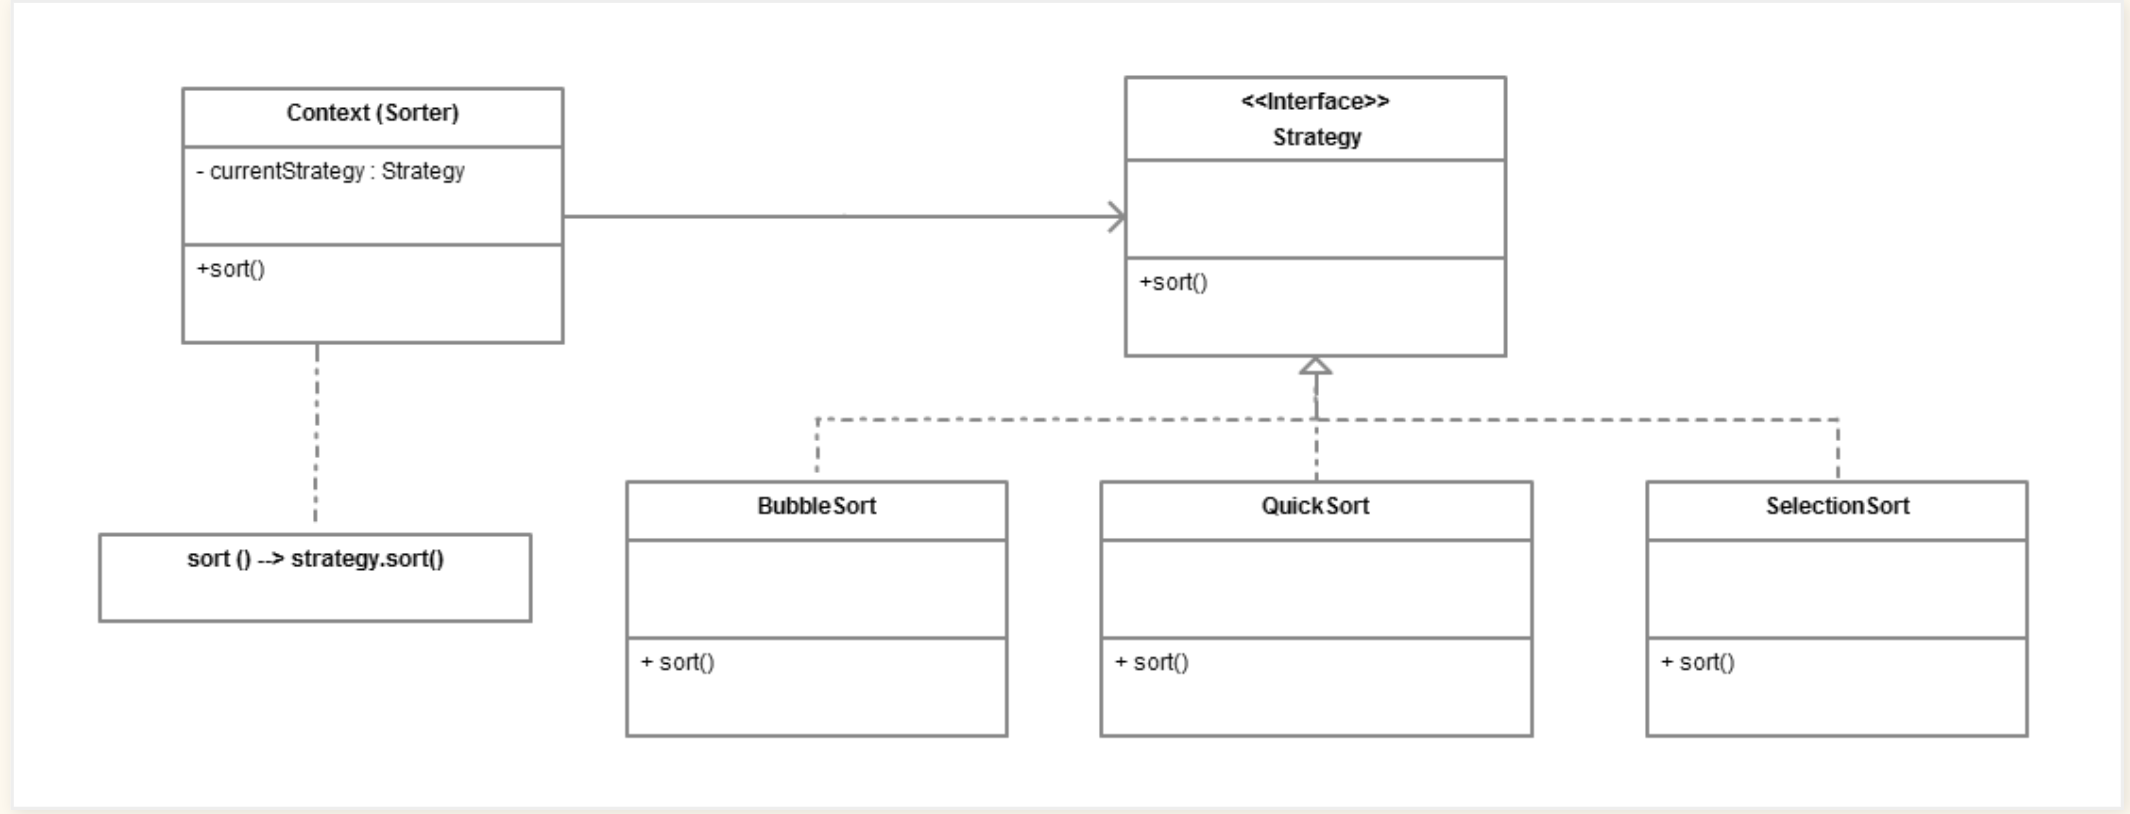 Context (Sorter)
- currentStrategy : Strategy
+sort()
<<Interface>>
Strategy
+sort()
sort () --> strategy.sort()
BubbleSort
+ sort()
QuickSort
+ sort()
SelectionSort
+ sort()